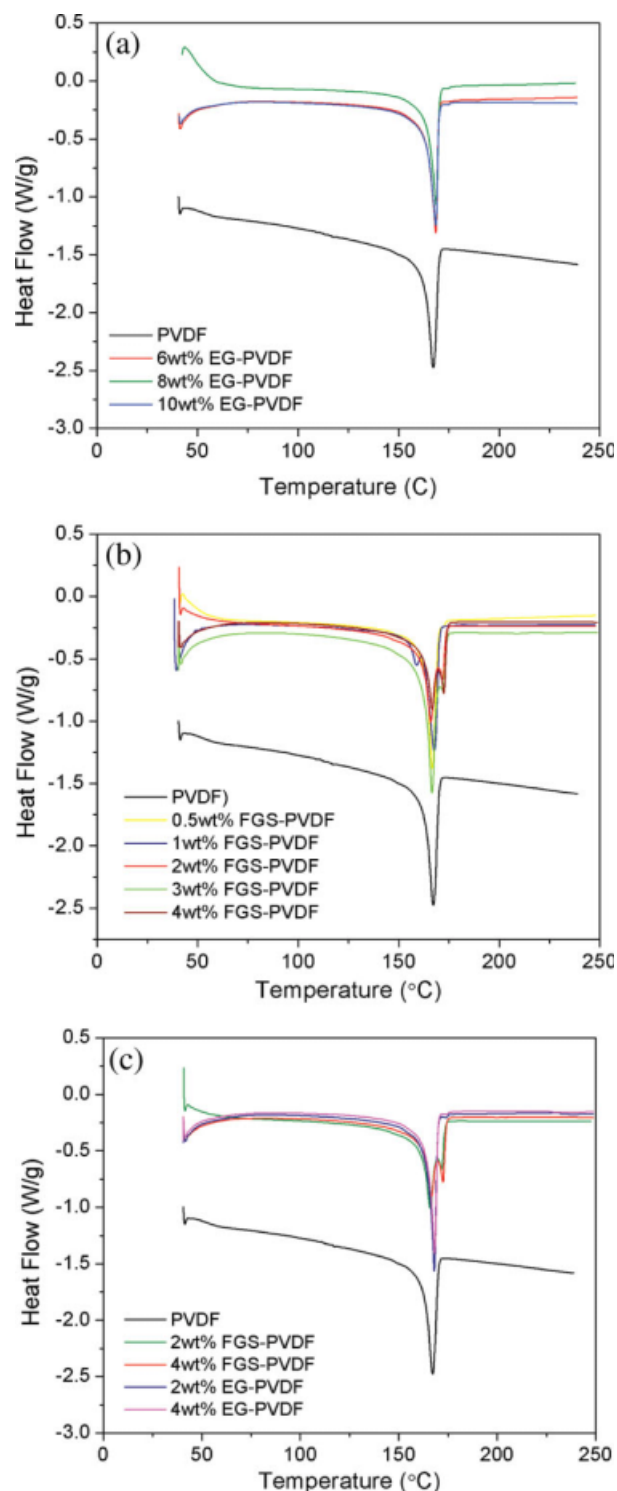 (a)
Heat Flow (W/g)
0.5
0.0
-0.5
-1.0
-1.5
-2.0
-2.5
-3.0
PVDF
6wt% EG-PVDF
8wt% EG-PVDF
10wt% EG-PVDF
0 50 100 150 200 250
Temperature (C)
(b)
Heat Flow (W/g)
0.5
0.0
-0.5
-1.0
-1.5
-2.0
-2.5
PVDF)
0.5wt% FGS-PVDF
1wt% FGS-PVDF
2wt% FGS-PVDF
3wt% FGS-PVDF
4wt% FGS-PVDF
0 50 100 150 200 250
Temperature (°C)
(c)
Heat Flow (W/g)
0.5
0.0
-0.5
-1.0
-1.5
-2.0
-2.5
-3.0
PVDF
2wt% FGS-PVDF
4wt% FGS-PVDF
2wt% EG-PVDF
4wt% EG-PVDF
0 50 100 150 200 250
Temperature (°C)